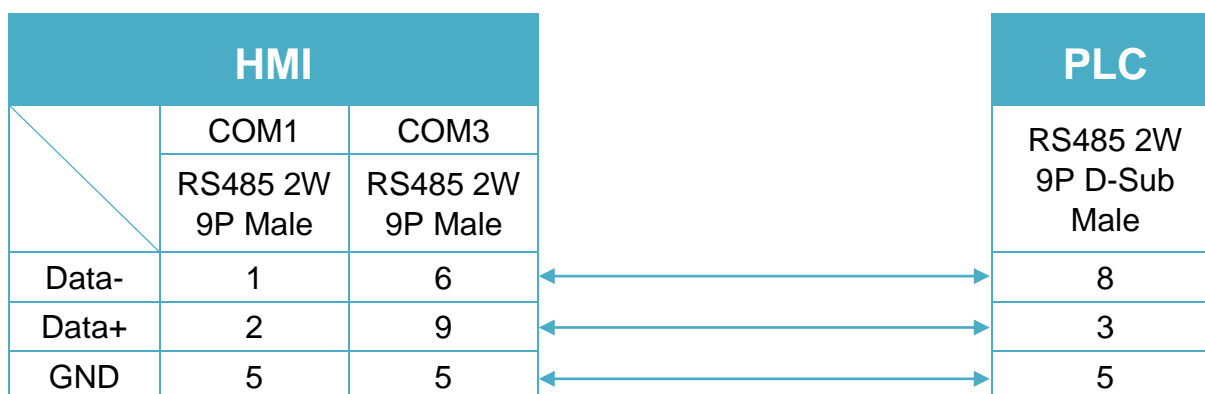 HMI PLC
COM1 COM3
RS485 2W
9P D-Sub
Male
RS485 2W RS485 2W
9P Male 9P Male
Data- 1 6 8
Data+ 2 9 3
GND 5 5 5